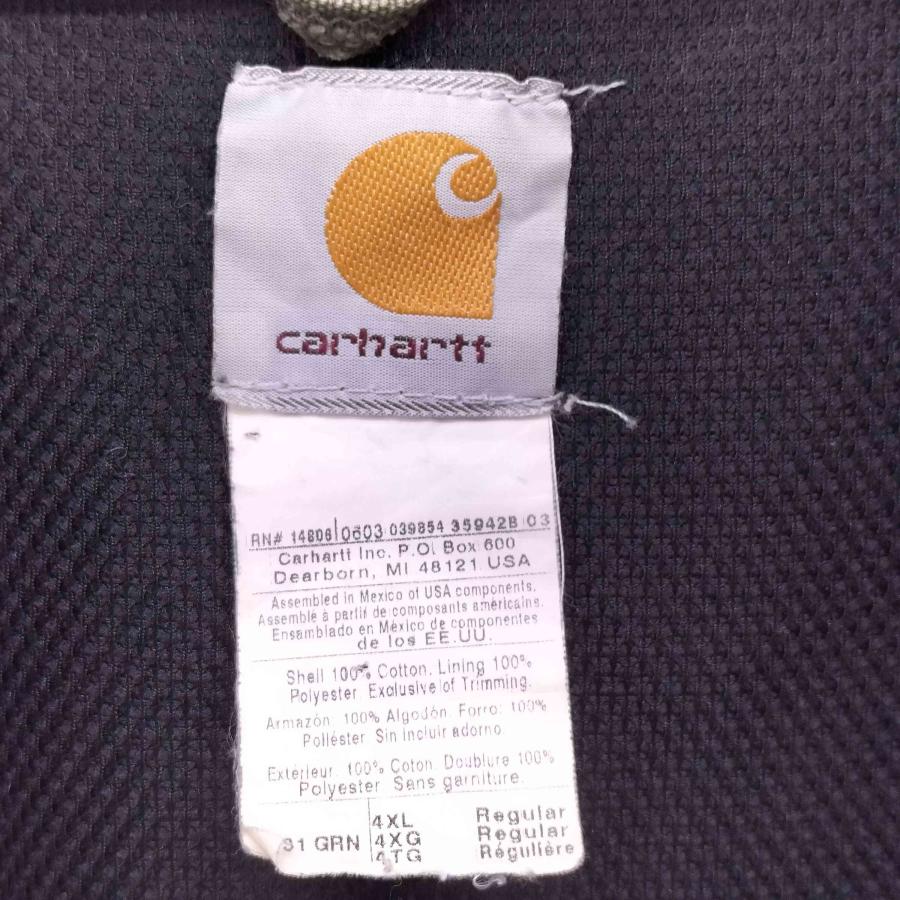 carhartt
RN# 14806 0603 039854 35942B 03
Carhartt Inc. P.O. Box 600
Dearborn, MI 48121 USA
Assembled in Mexico of USA components.
Assemblé à partir de composants américains.
Ensamblado en México de componentes
de los EE.UU.
Shell 100% Cotton. Lining 100%
Polyester Exclusive of Trimming.
Armazón: 100% Algodón. Forro: 100%
Poliéster Sin incluir adorno.
Extérieur: 100% Coton. Doublure 100%
Polyester Sans garniture.
31 GRN 4XL Regular
4XG Regular
4TG Régulière